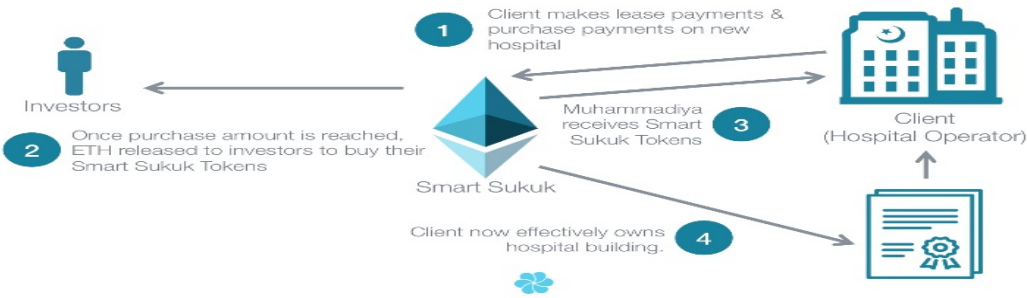 1
Client makes lease payments &
purchase payments on new
hospital
Investors
2
Once purchase amount is reached,
ETH released to investors to buy their
Smart Sukuk Tokens
Smart Sukuk
Muhammadiya
receives Smart
Sukuk Tokens
3
Client
(Hospital Operator)
Client now effectively owns
hospital building.
4